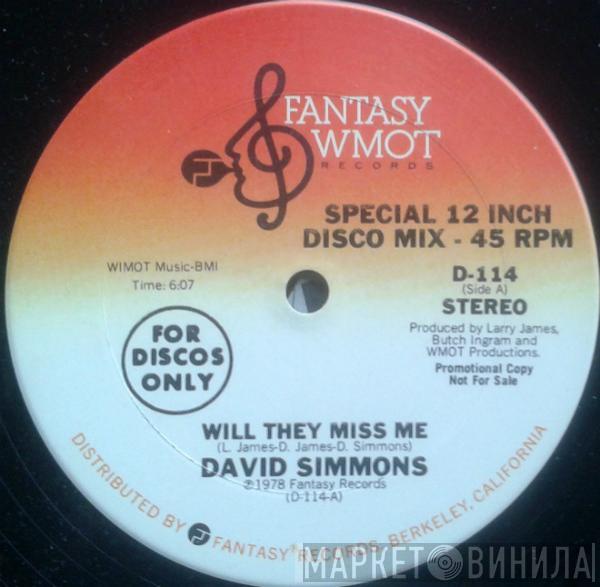 FANTASY
WMOT
RECORDS
SPECIAL 12 INCH
DISCO MIX - 45 RPM
WIMOT Music-BMI
Time: 6:07
D-114
(Side A)
STEREO
Produced by Larry James,
Butch Ingram and
WMOT Productions.
Promotional Copy
Not For Sale
FOR
DISCOS
ONLY
WILL THEY MISS ME
(L. James-D. James-D. Simmons)
DAVID SIMMONS
℗1978 Fantasy Records
(D-114-A)
DISTRIBUTED BY FANTASY® RECORDS, BERKELEY, CALIFORNIA
МАРКЕТ ВИНИЛА